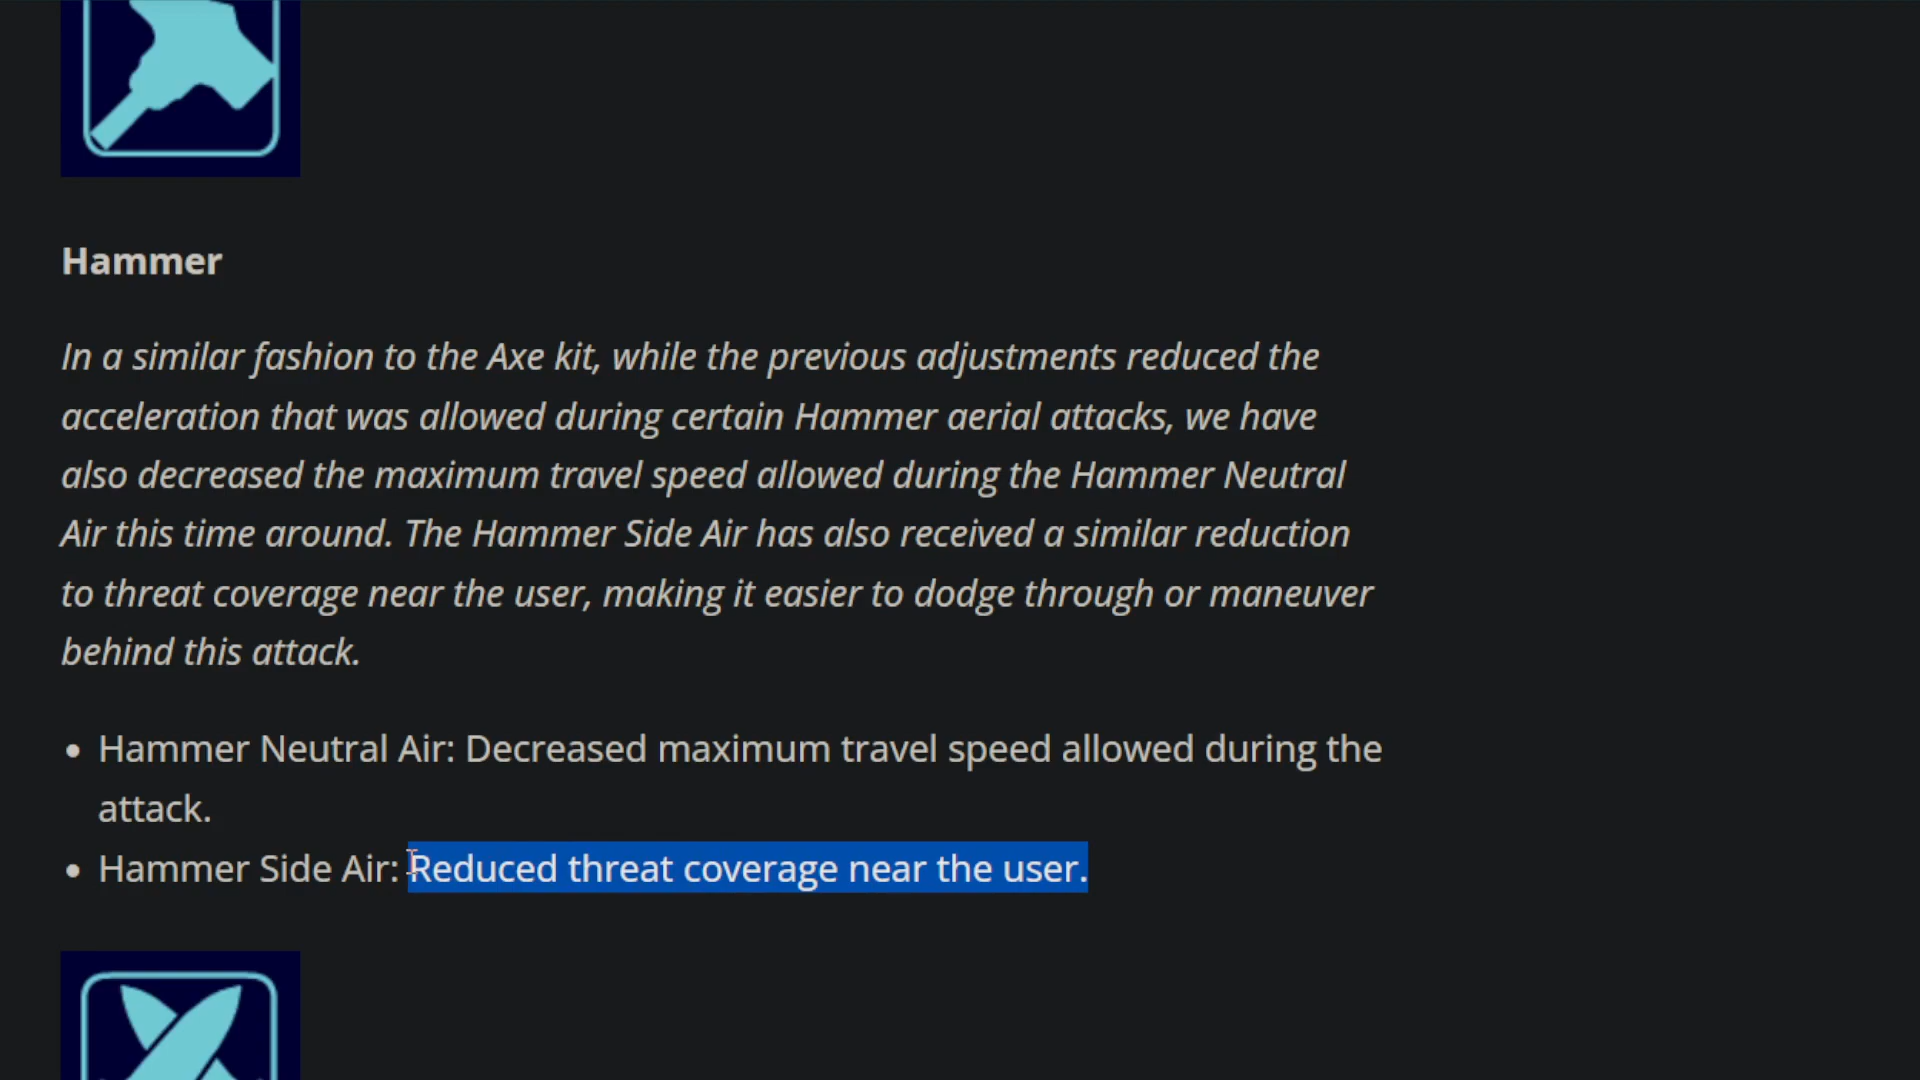 Hammer
In a similar fashion to the Axe kit, while the previous adjustments reduced the
acceleration that was allowed during certain Hammer aerial attacks, we have
also decreased the maximum travel speed allowed during the Hammer Neutral
Air this time around. The Hammer Side Air has also received a similar reduction
to threat coverage near the user, making it easier to dodge through or maneuver
behind this attack.
• Hammer Neutral Air: Decreased maximum travel speed allowed during the
attack.
• Hammer Side Air: Reduced threat coverage near the user.